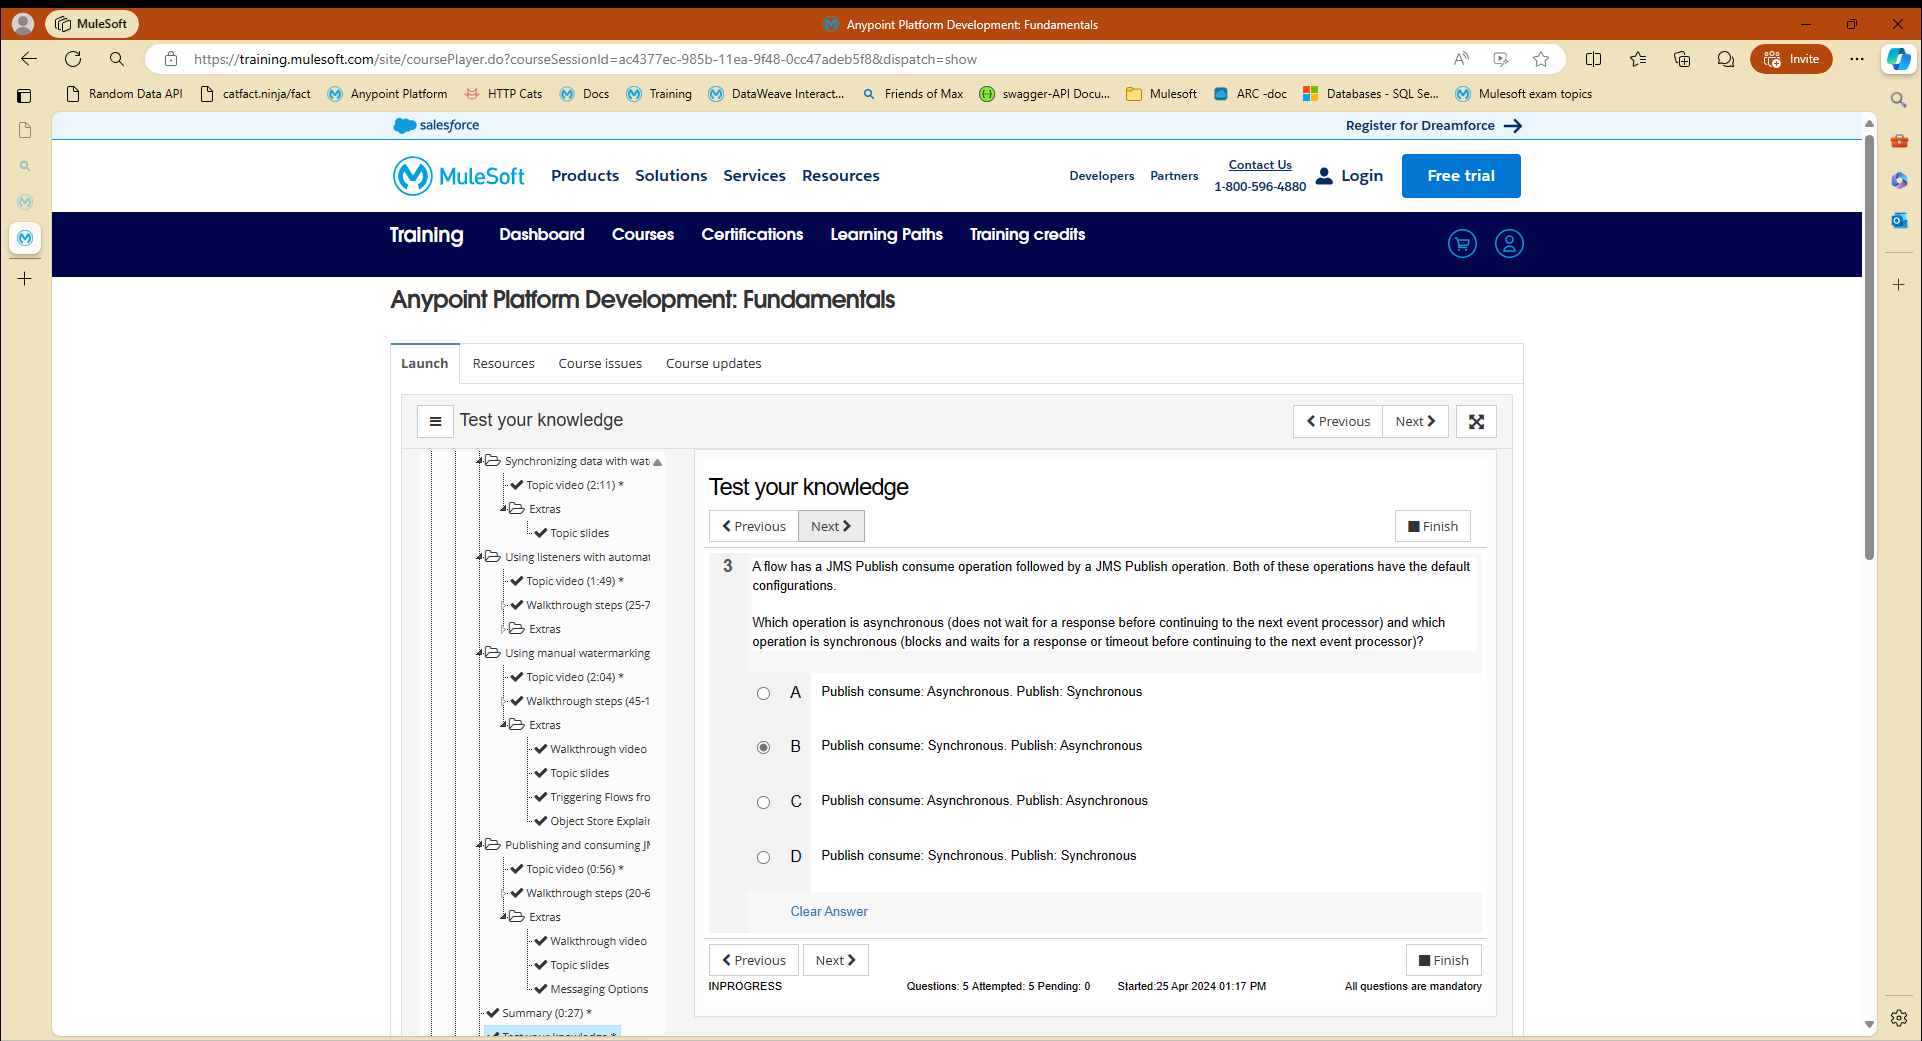 MuleSoft
Anypoint Platform Development: Fundamentals
https://training.mulesoft.com/site/coursePlayer.do?courseSessionId=ac4377ec-985b-11ea-9f48-0cc47adeb5f8&dispatch=show
Invite
Random Data API
catfact.ninja/fact
Anypoint Platform
HTTP Cats
Docs
Training
DataWeave Interact...
Friends of Max
swagger-API Docu...
Mulesoft
ARC -doc
Databases - SQL Se...
Mulesoft exam topics
salesforce
Register for Dreamforce
MuleSoft
Products
Solutions
Services
Resources
Developers
Partners
Contact Us
1-800-596-4880
Login
Free trial
Training
Dashboard
Courses
Certifications
Learning Paths
Training credits
Anypoint Platform Development: Fundamentals
Launch
Resources
Course issues
Course updates
Test your knowledge
Previous
Next
Synchronizing data with wat
Topic video (2:11) *
Extras
Topic slides
Using listeners with automat
Topic video (1:49) *
Walkthrough steps (25-7
Extras
Using manual watermarking
Topic video (2:04) *
Walkthrough steps (45-1
Extras
Walkthrough video
Topic slides
Triggering Flows fro
Object Store Explair
Publishing and consuming JM
Topic video (0:56) *
Walkthrough steps (20-6
Extras
Walkthrough video
Topic slides
Messaging Options
Summary (0:27) *
Test your knowledge *
Test your knowledge
Previous
Next
Finish
3
A flow has a JMS Publish consume operation followed by a JMS Publish operation. Both of these operations have the default
configurations.
Which operation is asynchronous (does not wait for a response before continuing to the next event processor) and which
operation is synchronous (blocks and waits for a response or timeout before continuing to the next event processor)?
A Publish consume: Asynchronous. Publish: Synchronous
B Publish consume: Synchronous. Publish: Asynchronous
C Publish consume: Asynchronous. Publish: Asynchronous
D Publish consume: Synchronous. Publish: Synchronous
Clear Answer
Previous
Next
Finish
INPROGRESS
Questions: 5 Attempted: 5 Pending: 0
Started:25 Apr 2024 01:17 PM
All questions are mandatory